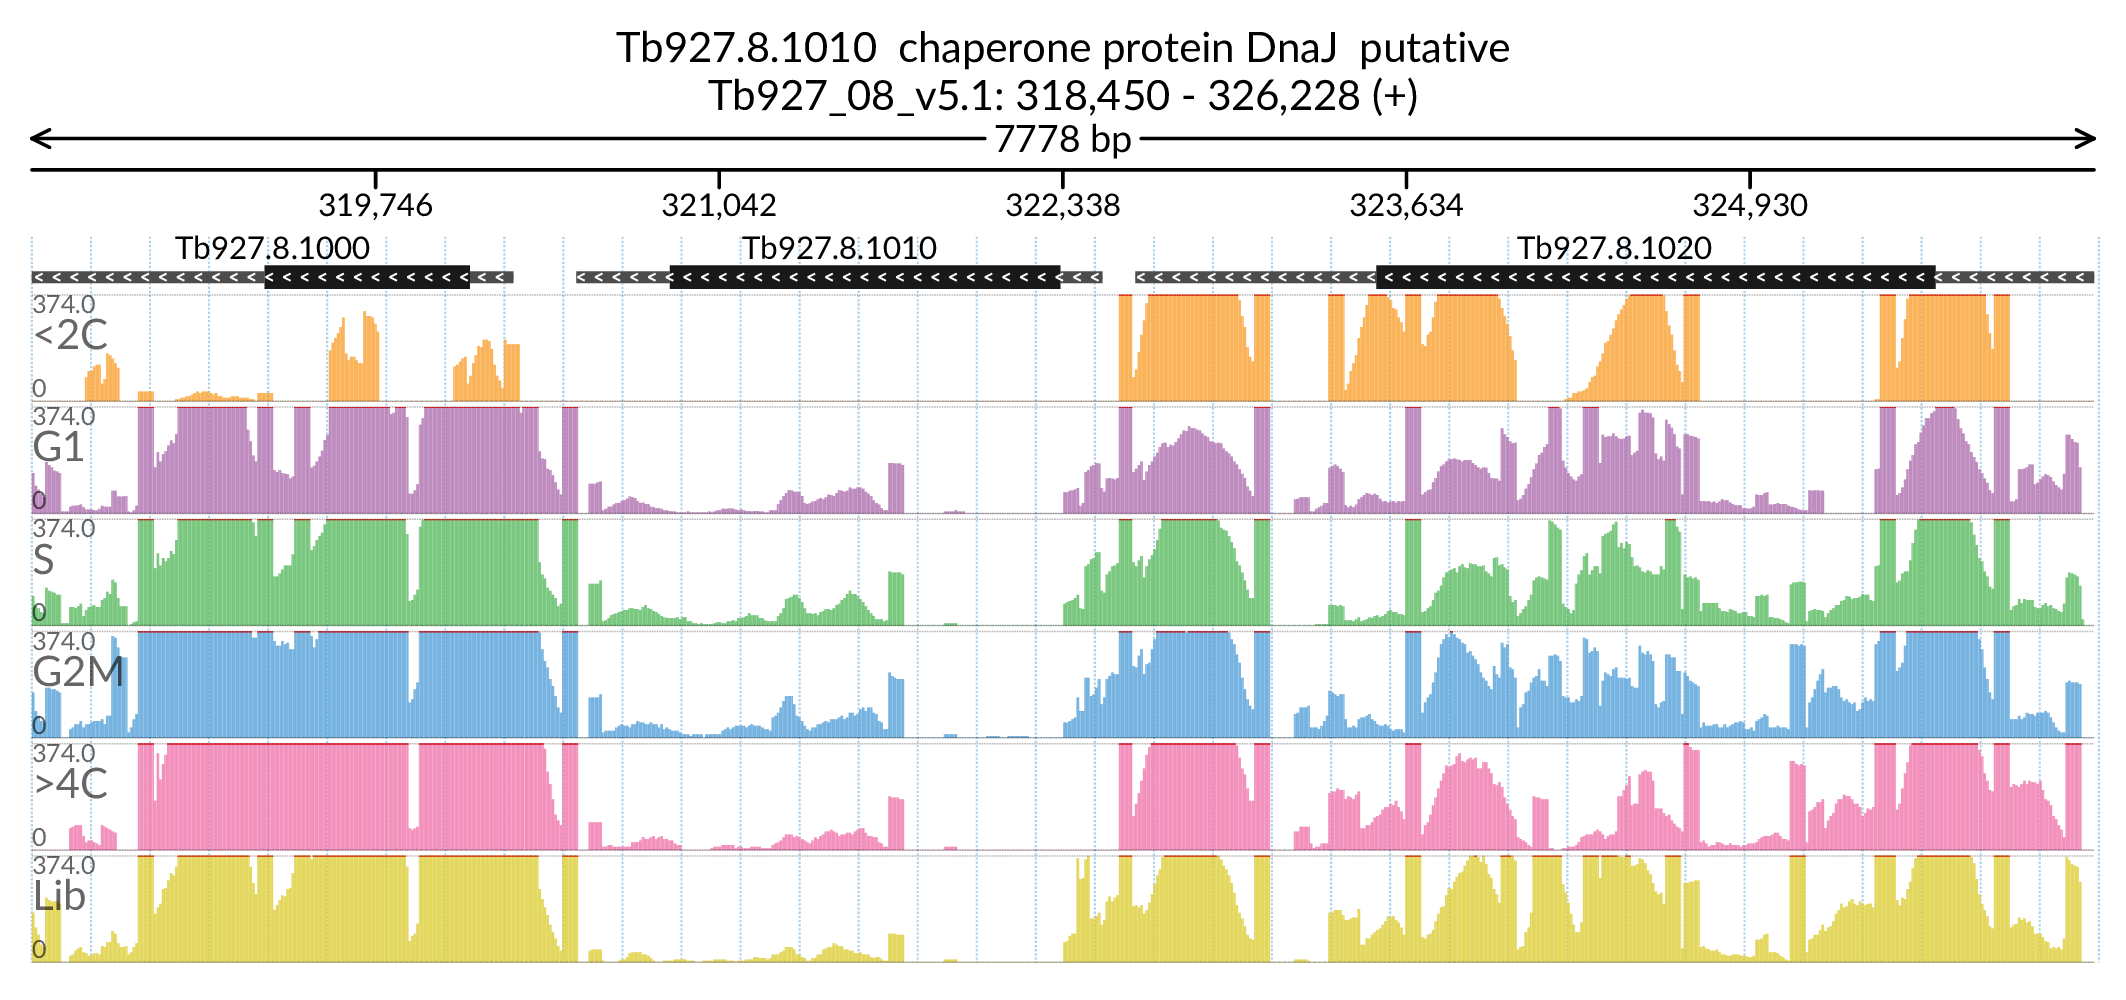 Tb927.8.1010 chaperone protein DnaJ putative
Tb927_08_v5.1: 318,450 - 326,228 (+)
7778 bp
319,746 321,042 322,338 323,634 324,930
Tb927.8.1000 Tb927.8.1010 Tb927.8.1020
374.0
<2C
0
374.0
G1
0
374.0
S
0
374.0
G2M
0
374.0
>4C
0
374.0
Lib
0